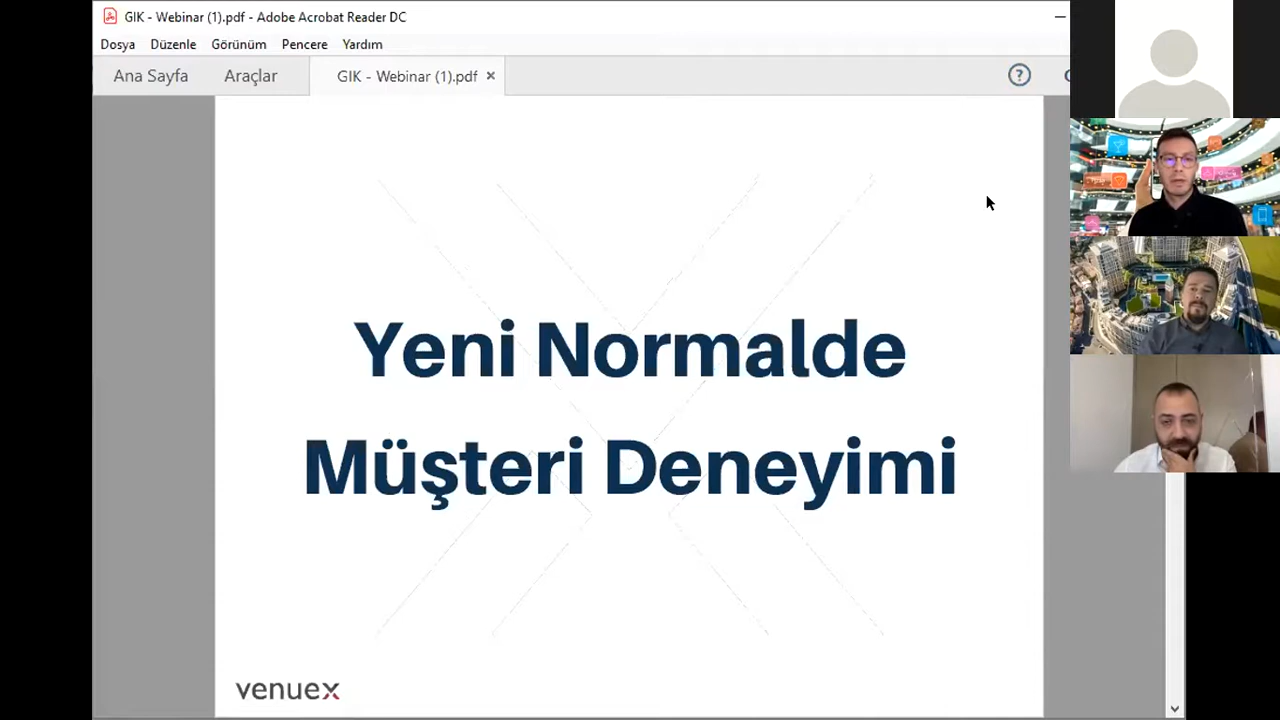 GIK - Webinar (1).pdf - Adobe Acrobat Reader DC
Dosya Düzenle Görünüm Pencere Yardım
Ana Sayfa Araçlar GIK - Webinar (1).pdf
Yeni Normalde
Müşteri Deneyimi
venuex